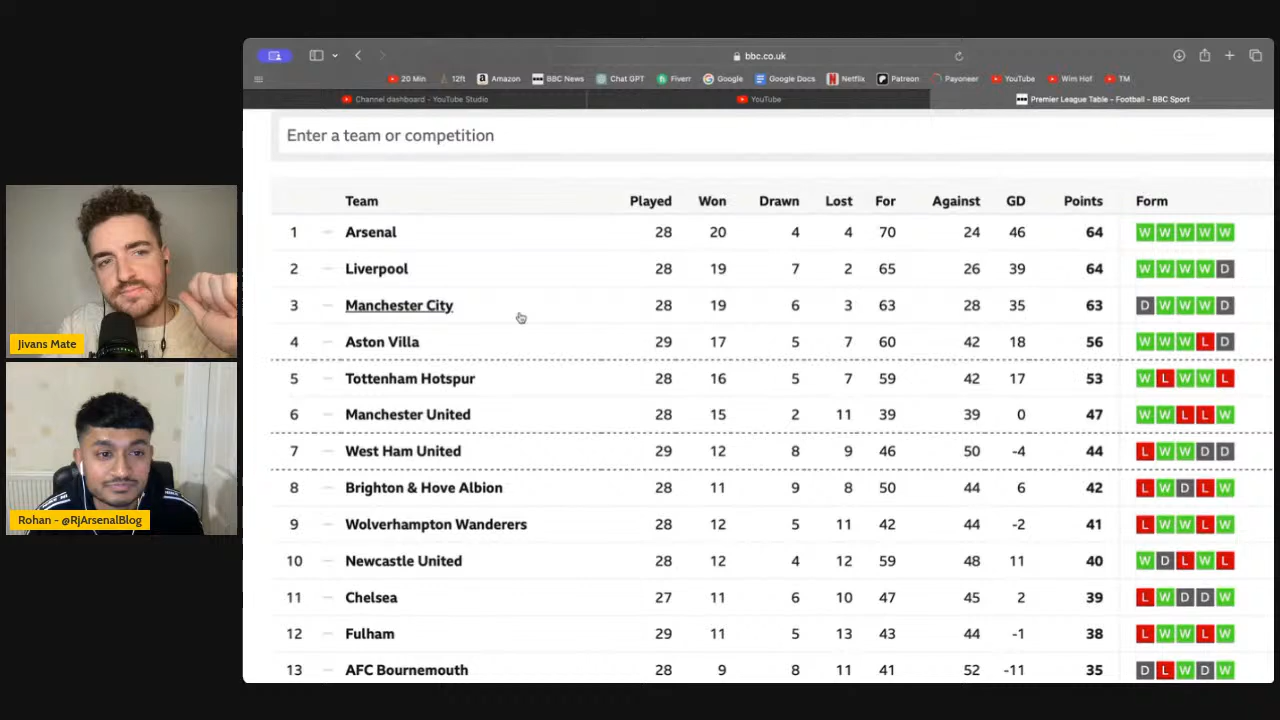 bbc.co.uk
20 Min 12ft Amazon BBC News Chat GPT Fiverr Google Google Docs Netflix Patreon Payoneer YouTube Wim Hof TM
Channel dashboard - YouTube Studio YouTube Premier League Table - Football - BBC Sport
Enter a team or competition
Team Played Won Drawn Lost For Against GD Points Form
1 Arsenal 28 20 4 4 70 24 46 64 W W W W W
2 Liverpool 28 19 7 2 65 26 39 64 W W W W D
3 Manchester City 28 19 6 3 63 28 35 63 D W W W D
4 Aston Villa 29 17 5 7 60 42 18 56 W W W L D
5 Tottenham Hotspur 28 16 5 7 59 42 17 53 W L W W L
6 Manchester United 28 15 2 11 39 39 0 47 W W L L W
7 West Ham United 29 12 8 9 46 50 -4 44 L W W D D
8 Brighton & Hove Albion 28 11 9 8 50 44 6 42 L W D L W
9 Wolverhampton Wanderers 28 12 5 11 42 44 -2 41 L W W L W
10 Newcastle United 28 12 4 12 59 48 11 40 W D L W L
11 Chelsea 27 11 6 10 47 45 2 39 L W D D W
12 Fulham 29 11 5 13 43 44 -1 38 L W W L W
13 AFC Bournemouth 28 9 8 11 41 52 -11 35 D L W D W
Jivans Mate
Rohan - @RjArsenalBlog